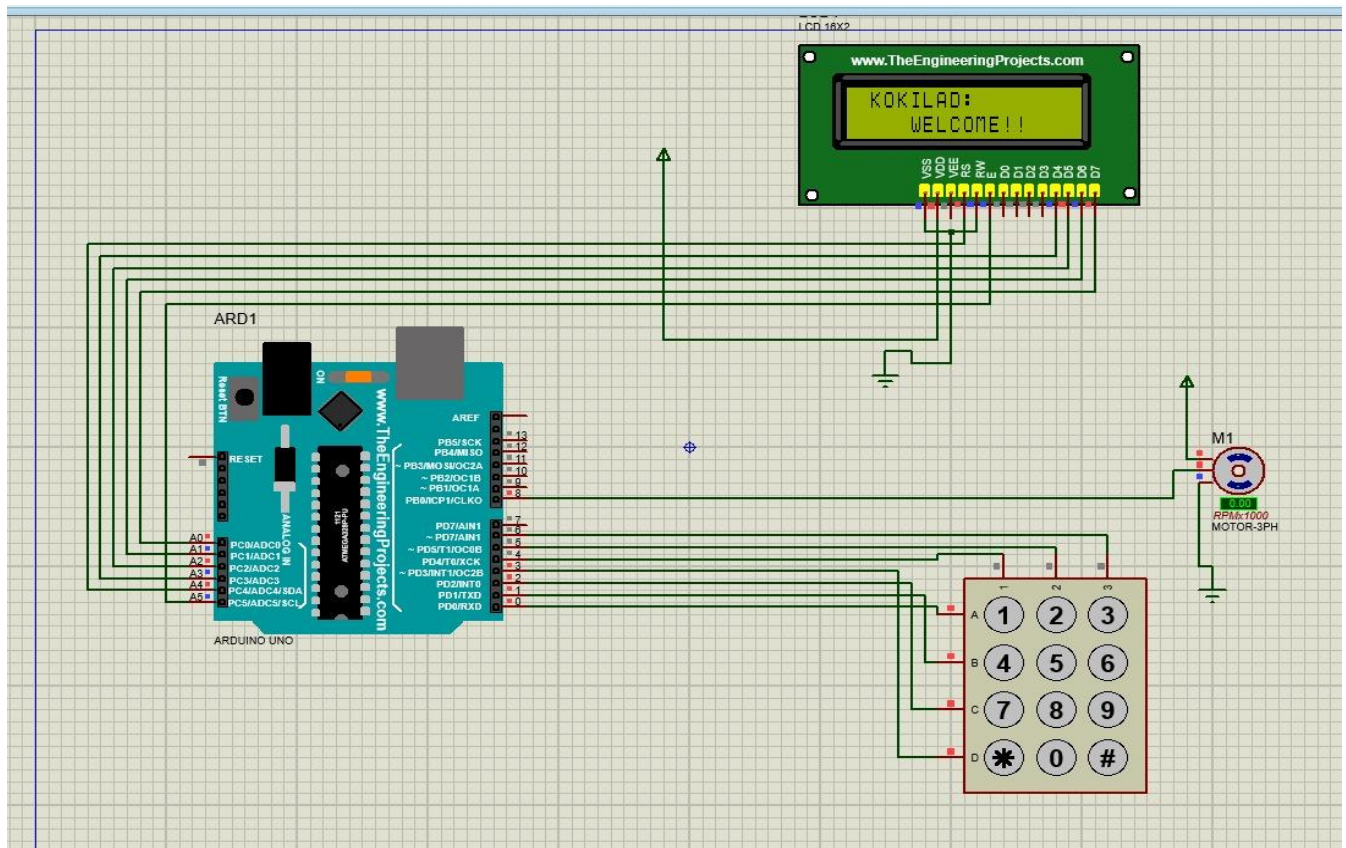 LCD 16X2
www.TheEngineeringProjects.com
KOKILAD:
WELCOME!!
VSS VDD VEE RS RW E D0 D1 D2 D3 D4 D5 D6 D7
ARD1
Reset BTN
ON
www.TheEngineeringProjects.com
AREF
RESET
13
PB5/SCK
12
PB4/MISO
11
~ PB3/MOSI/OC2A
10
~ PB2/OC1B
9
~ PB1/OC1A
8
PB0/ICP1/CLKO
7
PD7/AIN1
6
~ PD7/AIN1
5
~ PD5/T1/OC0B
4
PD4/T0/XCK
3
~ PD3/INT1/OC2B
2
PD2/INT0
1
PD1/TXD
0
PD0/RXD
ANALOG IN
1121
ATMEGA328P-PU
A0 PC0/ADC0
A1 PC1/ADC1
A2 PC2/ADC2
A3 PC3/ADC3
A4 PC4/ADC4/SDA
A5 PC5/ADC5/SCL
ARDUINO UNO
M1
0.00
RPMx1000
MOTOR-3PH
1 2 3
A 1 2 3
B 4 5 6
C 7 8 9
D * 0 #